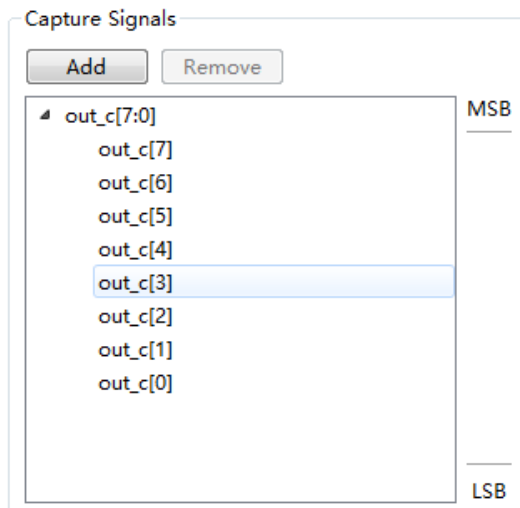 Capture Signals
Add Remove
out_c[7:0]
MSB
out_c[7]
out_c[6]
out_c[5]
out_c[4]
out_c[3]
out_c[2]
out_c[1]
out_c[0]
LSB